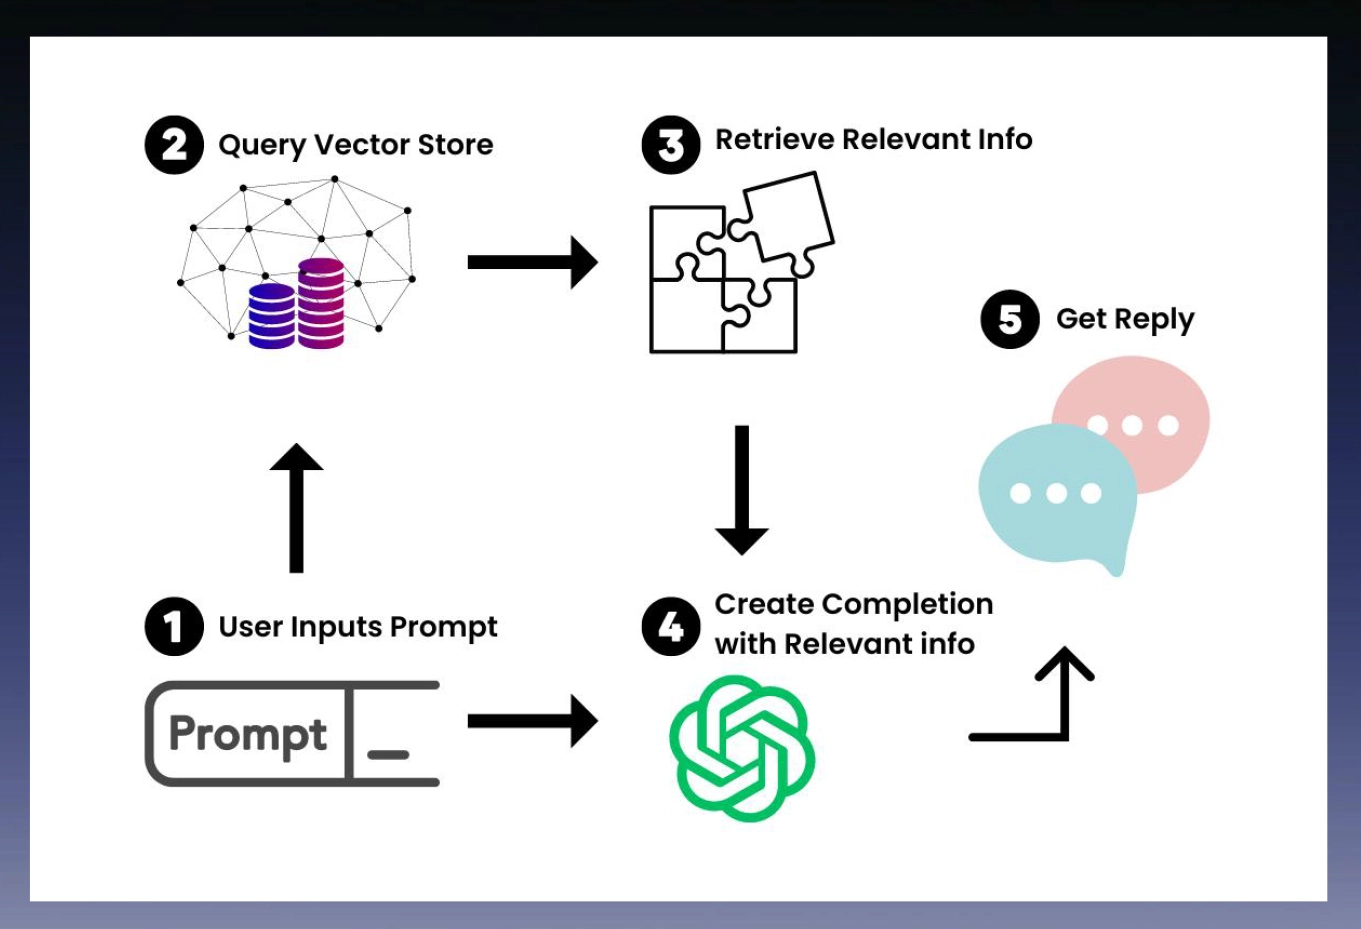 2 Query Vector Store
3 Retrieve Relevant Info
5 Get Reply
1 User Inputs Prompt
Prompt _
4 Create Completion
with Relevant info